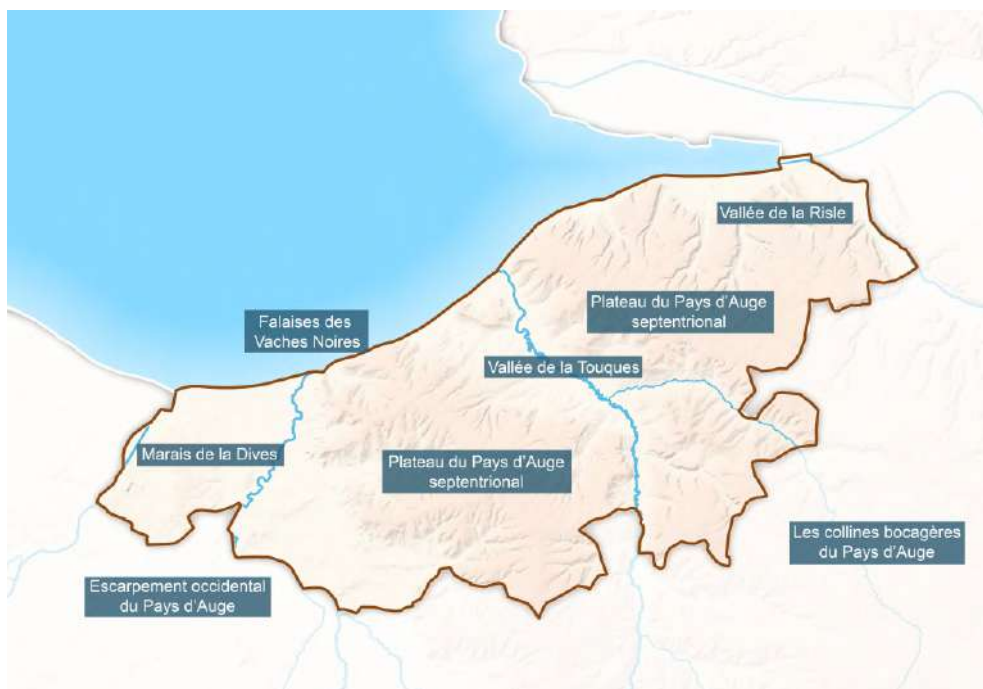 Vallée de la Risle
Plateau du Pays d'Auge
septentrional
Falaises des
Vaches Noires
Vallée de la Touques
Marais de la Dives
Plateau du Pays d'Auge
septentrional
Les collines bocagères
du Pays d'Auge
Escarpement occidental
du Pays d'Auge